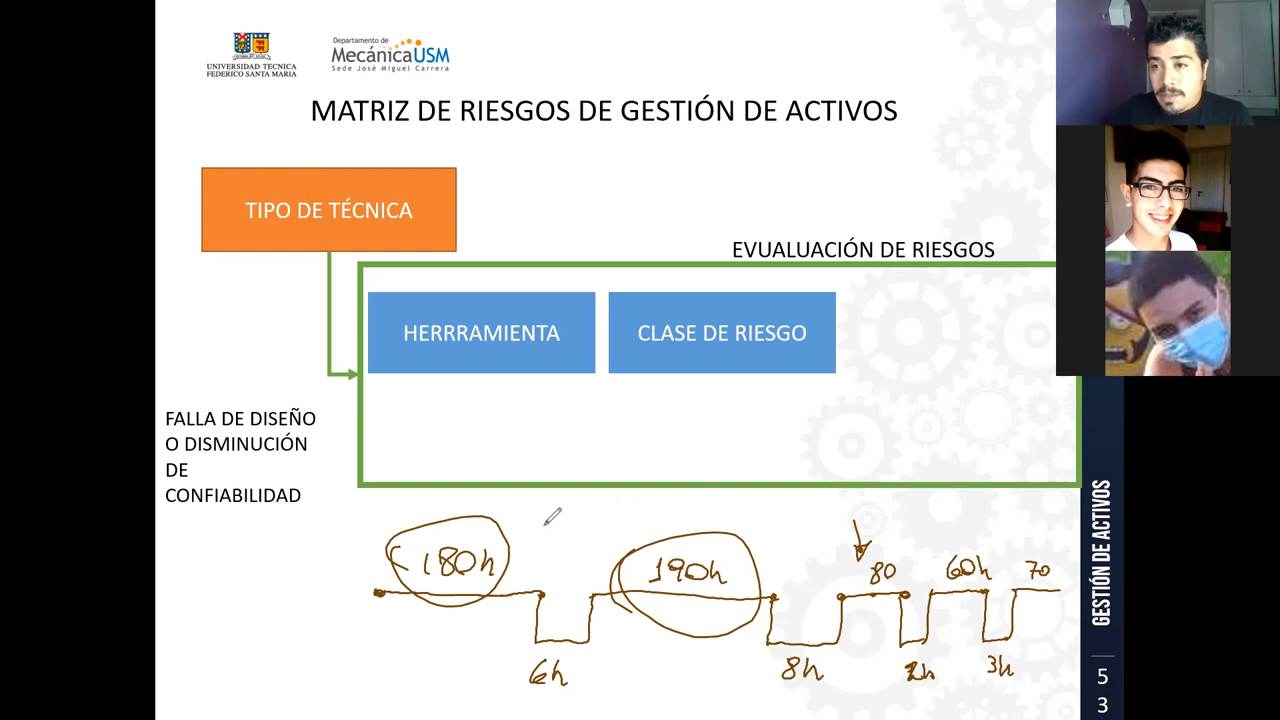 UNIVERSIDAD TECNICA
FEDERICO SANTA MARIA
Departamento de
MecánicaUSM
Sede José Miguel Carrera
MATRIZ DE RIESGOS DE GESTIÓN DE ACTIVOS
TIPO DE TÉCNICA
EVUALUACIÓN DE RIESGOS
HERRRAMIENTA
CLASE DE RIESGO
FALLA DE DISEÑO
O DISMINUCIÓN
DE
CONFIABILIDAD
180h
190h
80
60h
70
6h
8h
2h
3h
GESTIÓN DE ACTIVOS
5
3